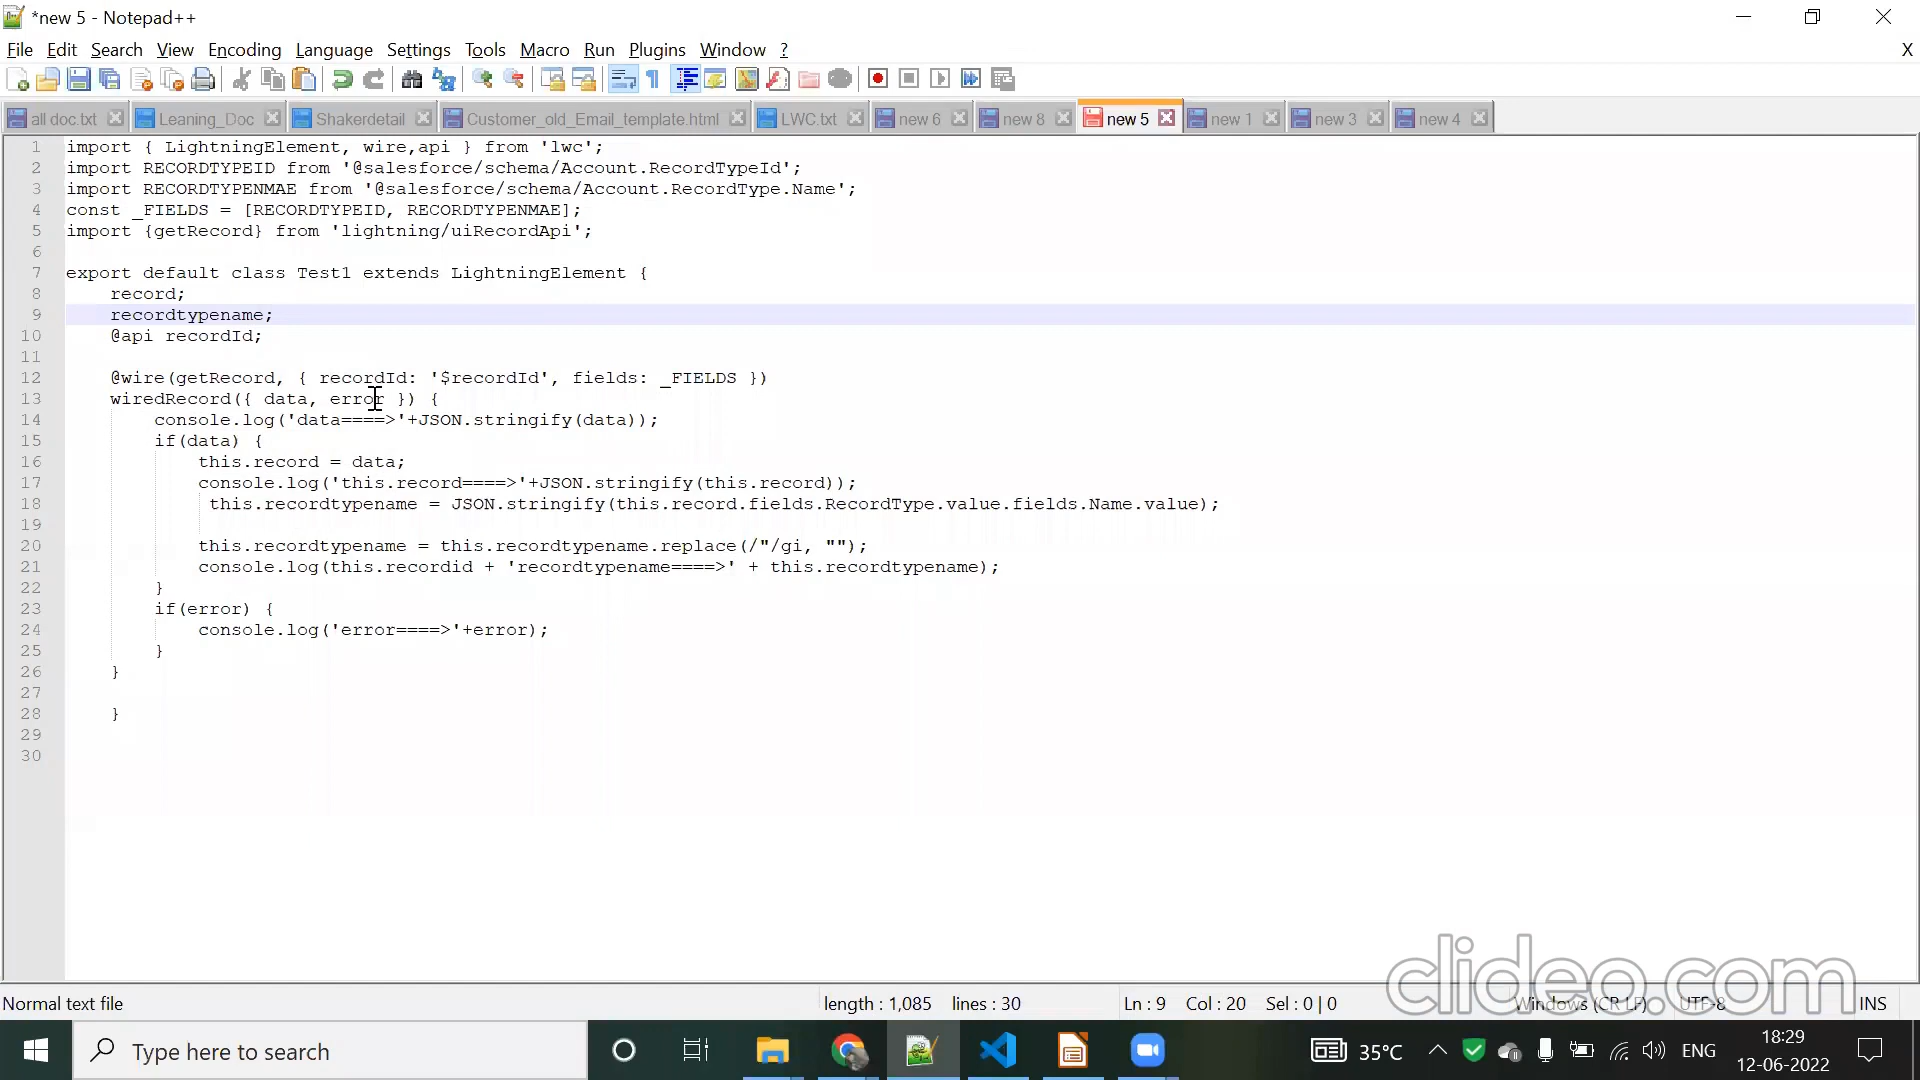 *new 5 - Notepad++
File Edit Search View Encoding Language Settings Tools Macro Run Plugins Window ? X
all doc.txt Leaning_Doc Shakerdetail Customer_old_Email_template.html LWC.txt new 6 new 8 new 5 new 1 new 3 new 4
1 import { LightningElement, wire,api } from 'lwc';
2 import RECORDTYPEID from '@salesforce/schema/Account.RecordTypeId';
3 import RECORDTYPENMAE from '@salesforce/schema/Account.RecordType.Name';
4 const _FIELDS = [RECORDTYPEID, RECORDTYPENMAE];
5 import {getRecord} from 'lightning/uiRecordApi';
6
7 export default class Test1 extends LightningElement {
8 record;
9 recordtypename;
10 @api recordId;
11
12 @wire(getRecord, { recordId: '$recordId', fields: _FIELDS })
13 wiredRecord({ data, error }) {
14 console.log('data====>'+JSON.stringify(data));
15 if(data) {
16 this.record = data;
17 console.log('this.record====>'+JSON.stringify(this.record));
18 this.recordtypename = JSON.stringify(this.record.fields.RecordType.value.fields.Name.value);
19
20 this.recordtypename = this.recordtypename.replace(/"/gi, "");
21 console.log(this.recordid + 'recordtypename====>' + this.recordtypename);
22 }
23 if(error) {
24 console.log('error====>'+error);
25 }
26 }
27
28 }
29
30
clideo.com
Normal text file length : 1,085 lines : 30 Ln : 9 Col : 20 Sel : 0 | 0 Windows (CR LF) UTF-8 INS
Type here to search 35°C ENG 18:29
12-06-2022